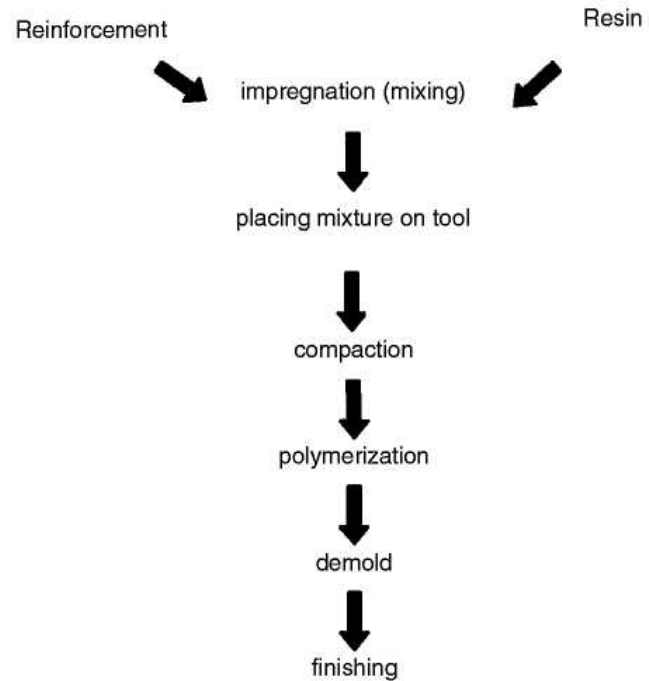 Reinforcement
Resin
impregnation (mixing)
placing mixture on tool
compaction
polymerization
demold
finishing